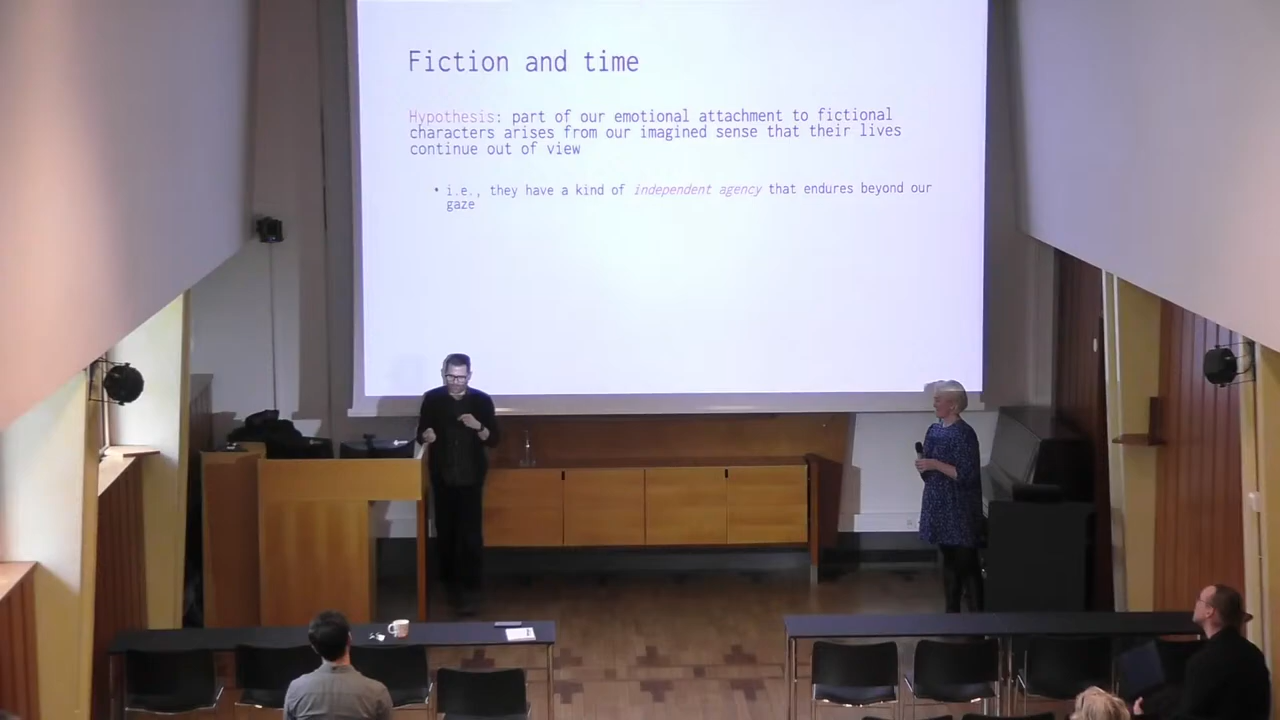 Fiction and time
Hypothesis: part of our emotional attachment to fictional
characters arises from our imagined sense that their lives
continue out of view
• i.e., they have a kind of independent agency that endures beyond our
gaze